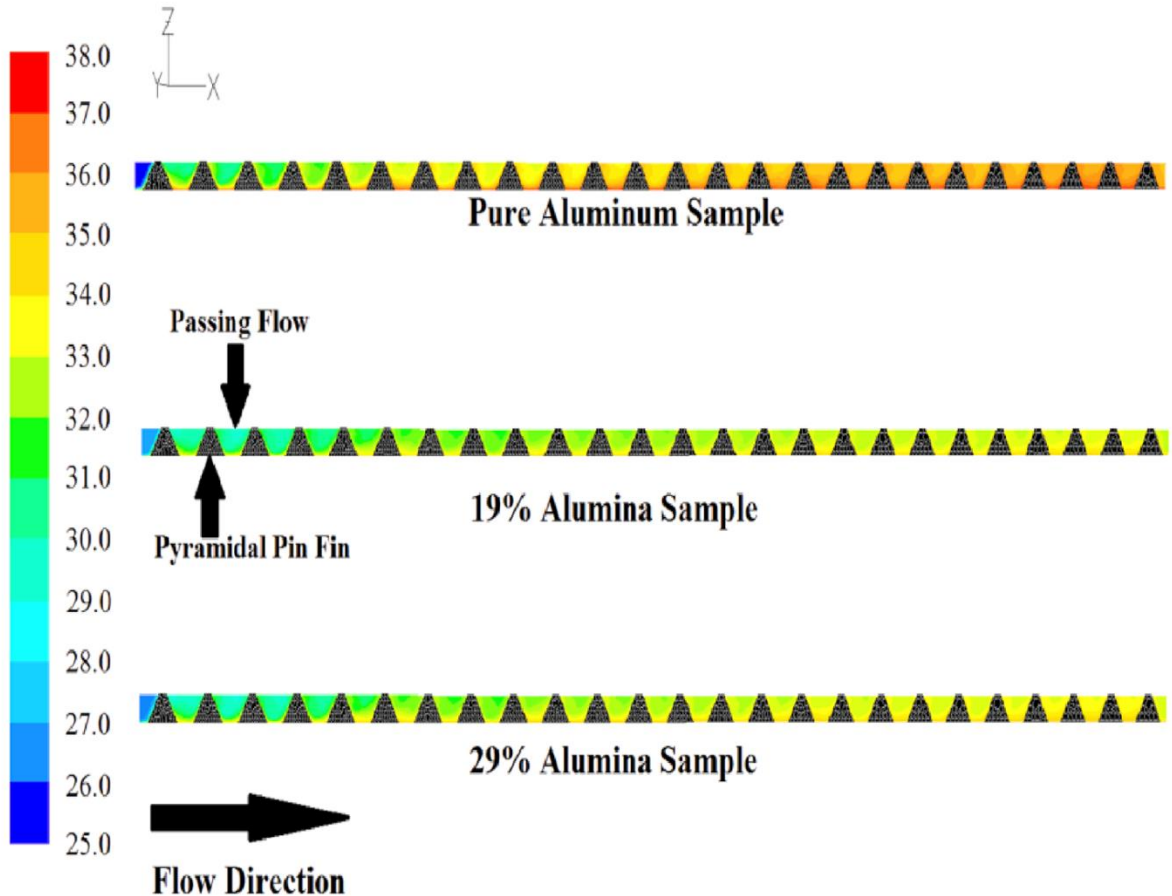 38.0
37.0
36.0
35.0
34.0
33.0
32.0
31.0
30.0
29.0
28.0
27.0
26.0
25.0
Z
Y
X
Pure Aluminum Sample
Passing Flow
19% Alumina Sample
Pyramidal Pin Fin
29% Alumina Sample
Flow Direction